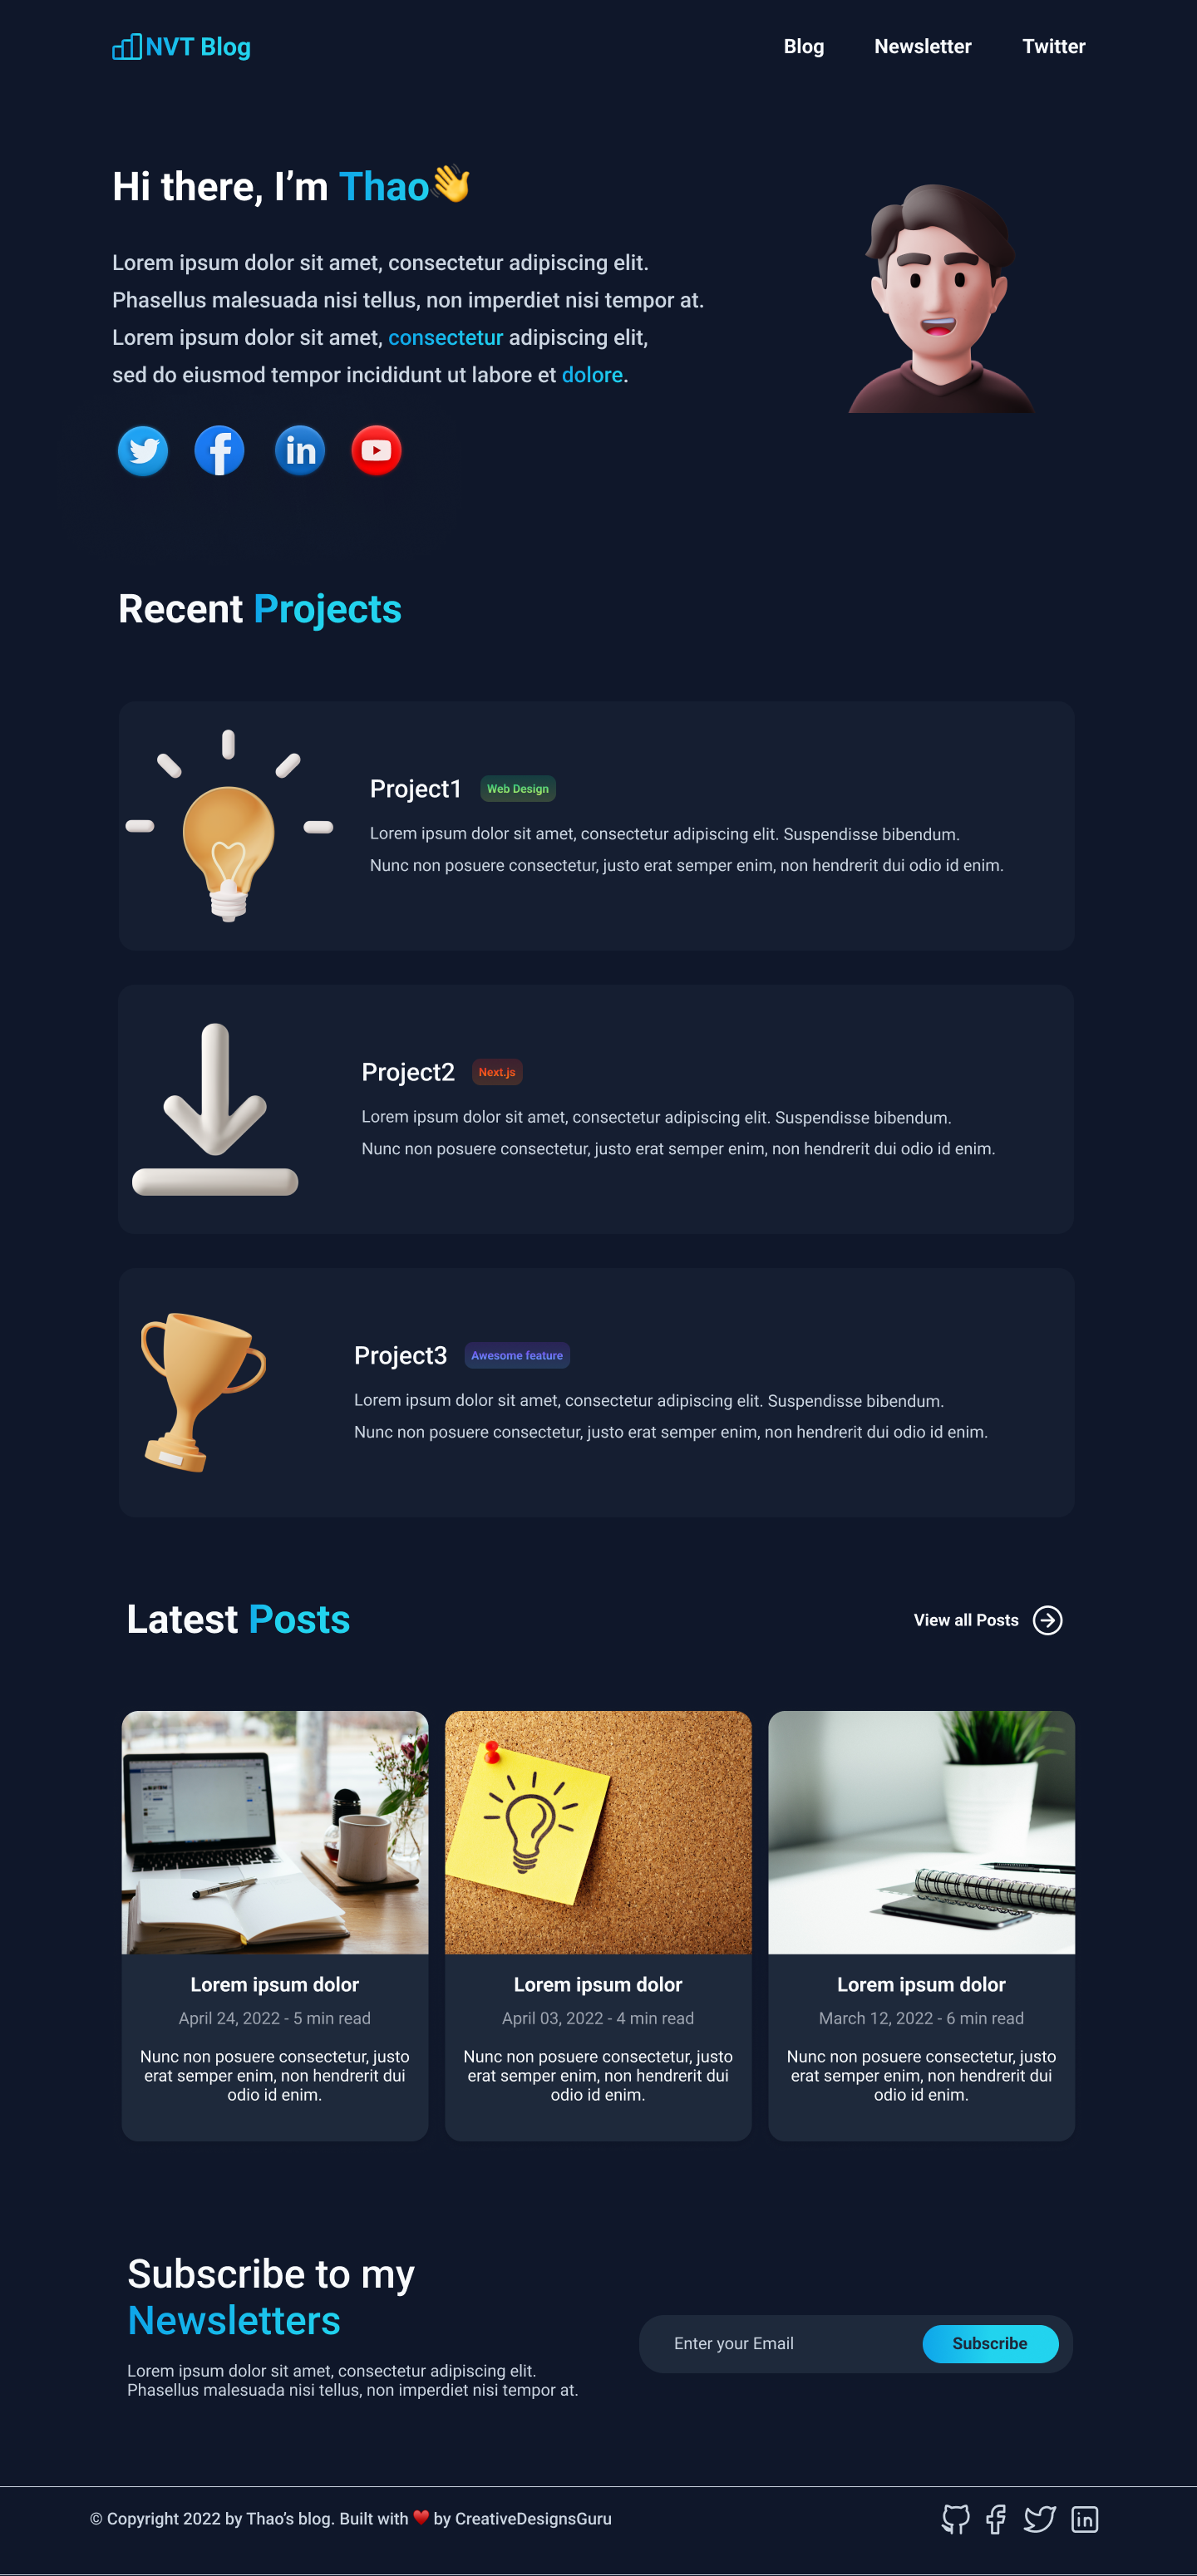 NVT Blog
Blog Newsletter Twitter
Hi there, I’m Thao👋
Lorem ipsum dolor sit amet, consectetur adipiscing elit.
Phasellus malesuada nisi tellus, non imperdiet nisi tempor at.
Lorem ipsum dolor sit amet, consectetur adipiscing elit,
sed do eiusmod tempor incididunt ut labore et dolore.
Recent Projects
Project1 Web Design
Lorem ipsum dolor sit amet, consectetur adipiscing elit. Suspendisse bibendum.
Nunc non posuere consectetur, justo erat semper enim, non hendrerit dui odio id enim.
Project2 Next.js
Lorem ipsum dolor sit amet, consectetur adipiscing elit. Suspendisse bibendum.
Nunc non posuere consectetur, justo erat semper enim, non hendrerit dui odio id enim.
Project3 Awesome feature
Lorem ipsum dolor sit amet, consectetur adipiscing elit. Suspendisse bibendum.
Nunc non posuere consectetur, justo erat semper enim, non hendrerit dui odio id enim.
Latest Posts
View all Posts
Lorem ipsum dolor
April 24, 2022 - 5 min read
Nunc non posuere consectetur, justo
erat semper enim, non hendrerit dui
odio id enim.
Lorem ipsum dolor
April 03, 2022 - 4 min read
Nunc non posuere consectetur, justo
erat semper enim, non hendrerit dui
odio id enim.
Lorem ipsum dolor
March 12, 2022 - 6 min read
Nunc non posuere consectetur, justo
erat semper enim, non hendrerit dui
odio id enim.
Subscribe to my
Newsletters
Lorem ipsum dolor sit amet, consectetur adipiscing elit.
Phasellus malesuada nisi tellus, non imperdiet nisi tempor at.
Enter your Email
Subscribe
© Copyright 2022 by Thao’s blog. Built with ♥️ by CreativeDesignsGuru